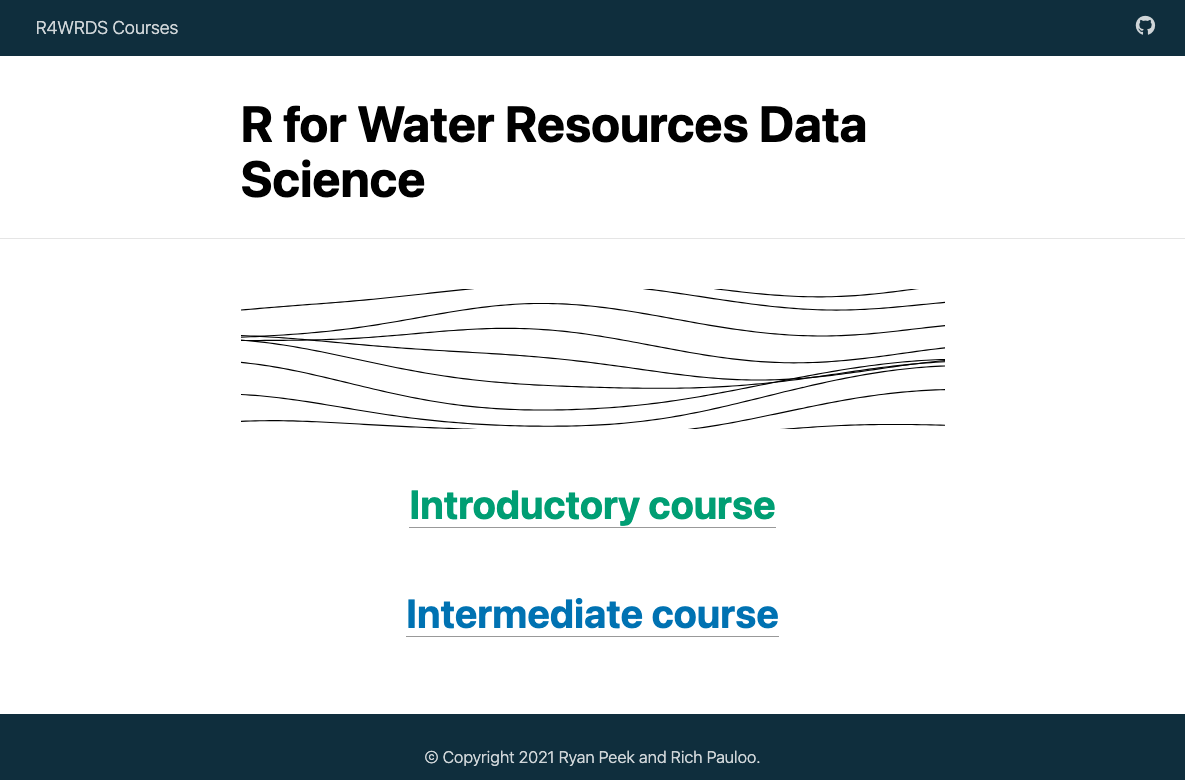 R4WRDS Courses
R for Water Resources Data
Science
Introductory course
Intermediate course
© Copyright 2021 Ryan Peek and Rich Pauloo.